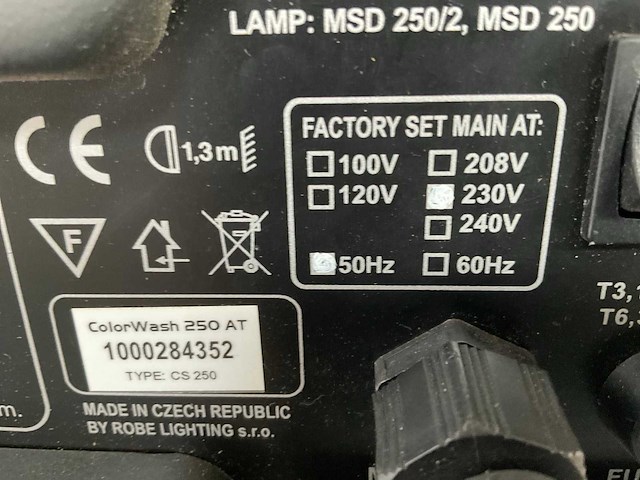 LAMP: MSD 250/2, MSD 250
CE
1,3m
FACTORY SET MAIN AT:
100V 208V
120V 230V
240V
50Hz 60Hz
F
ColorWash 250 AT
1000284352
TYPE: CS 250
MADE IN CZECH REPUBLIC
BY ROBE LIGHTING s.r.o.
m.